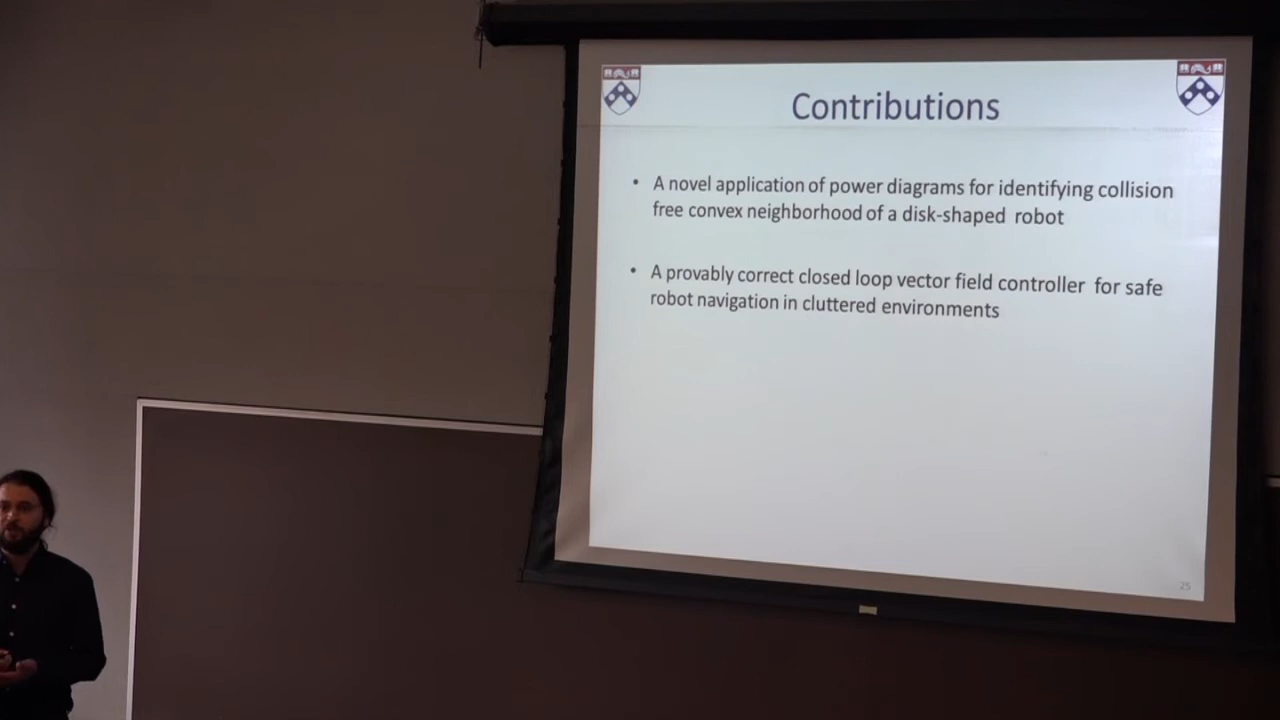 Contributions
• A novel application of power diagrams for identifying collision
free convex neighborhood of a disk-shaped robot
• A provably correct closed loop vector field controller for safe
robot navigation in cluttered environments
25